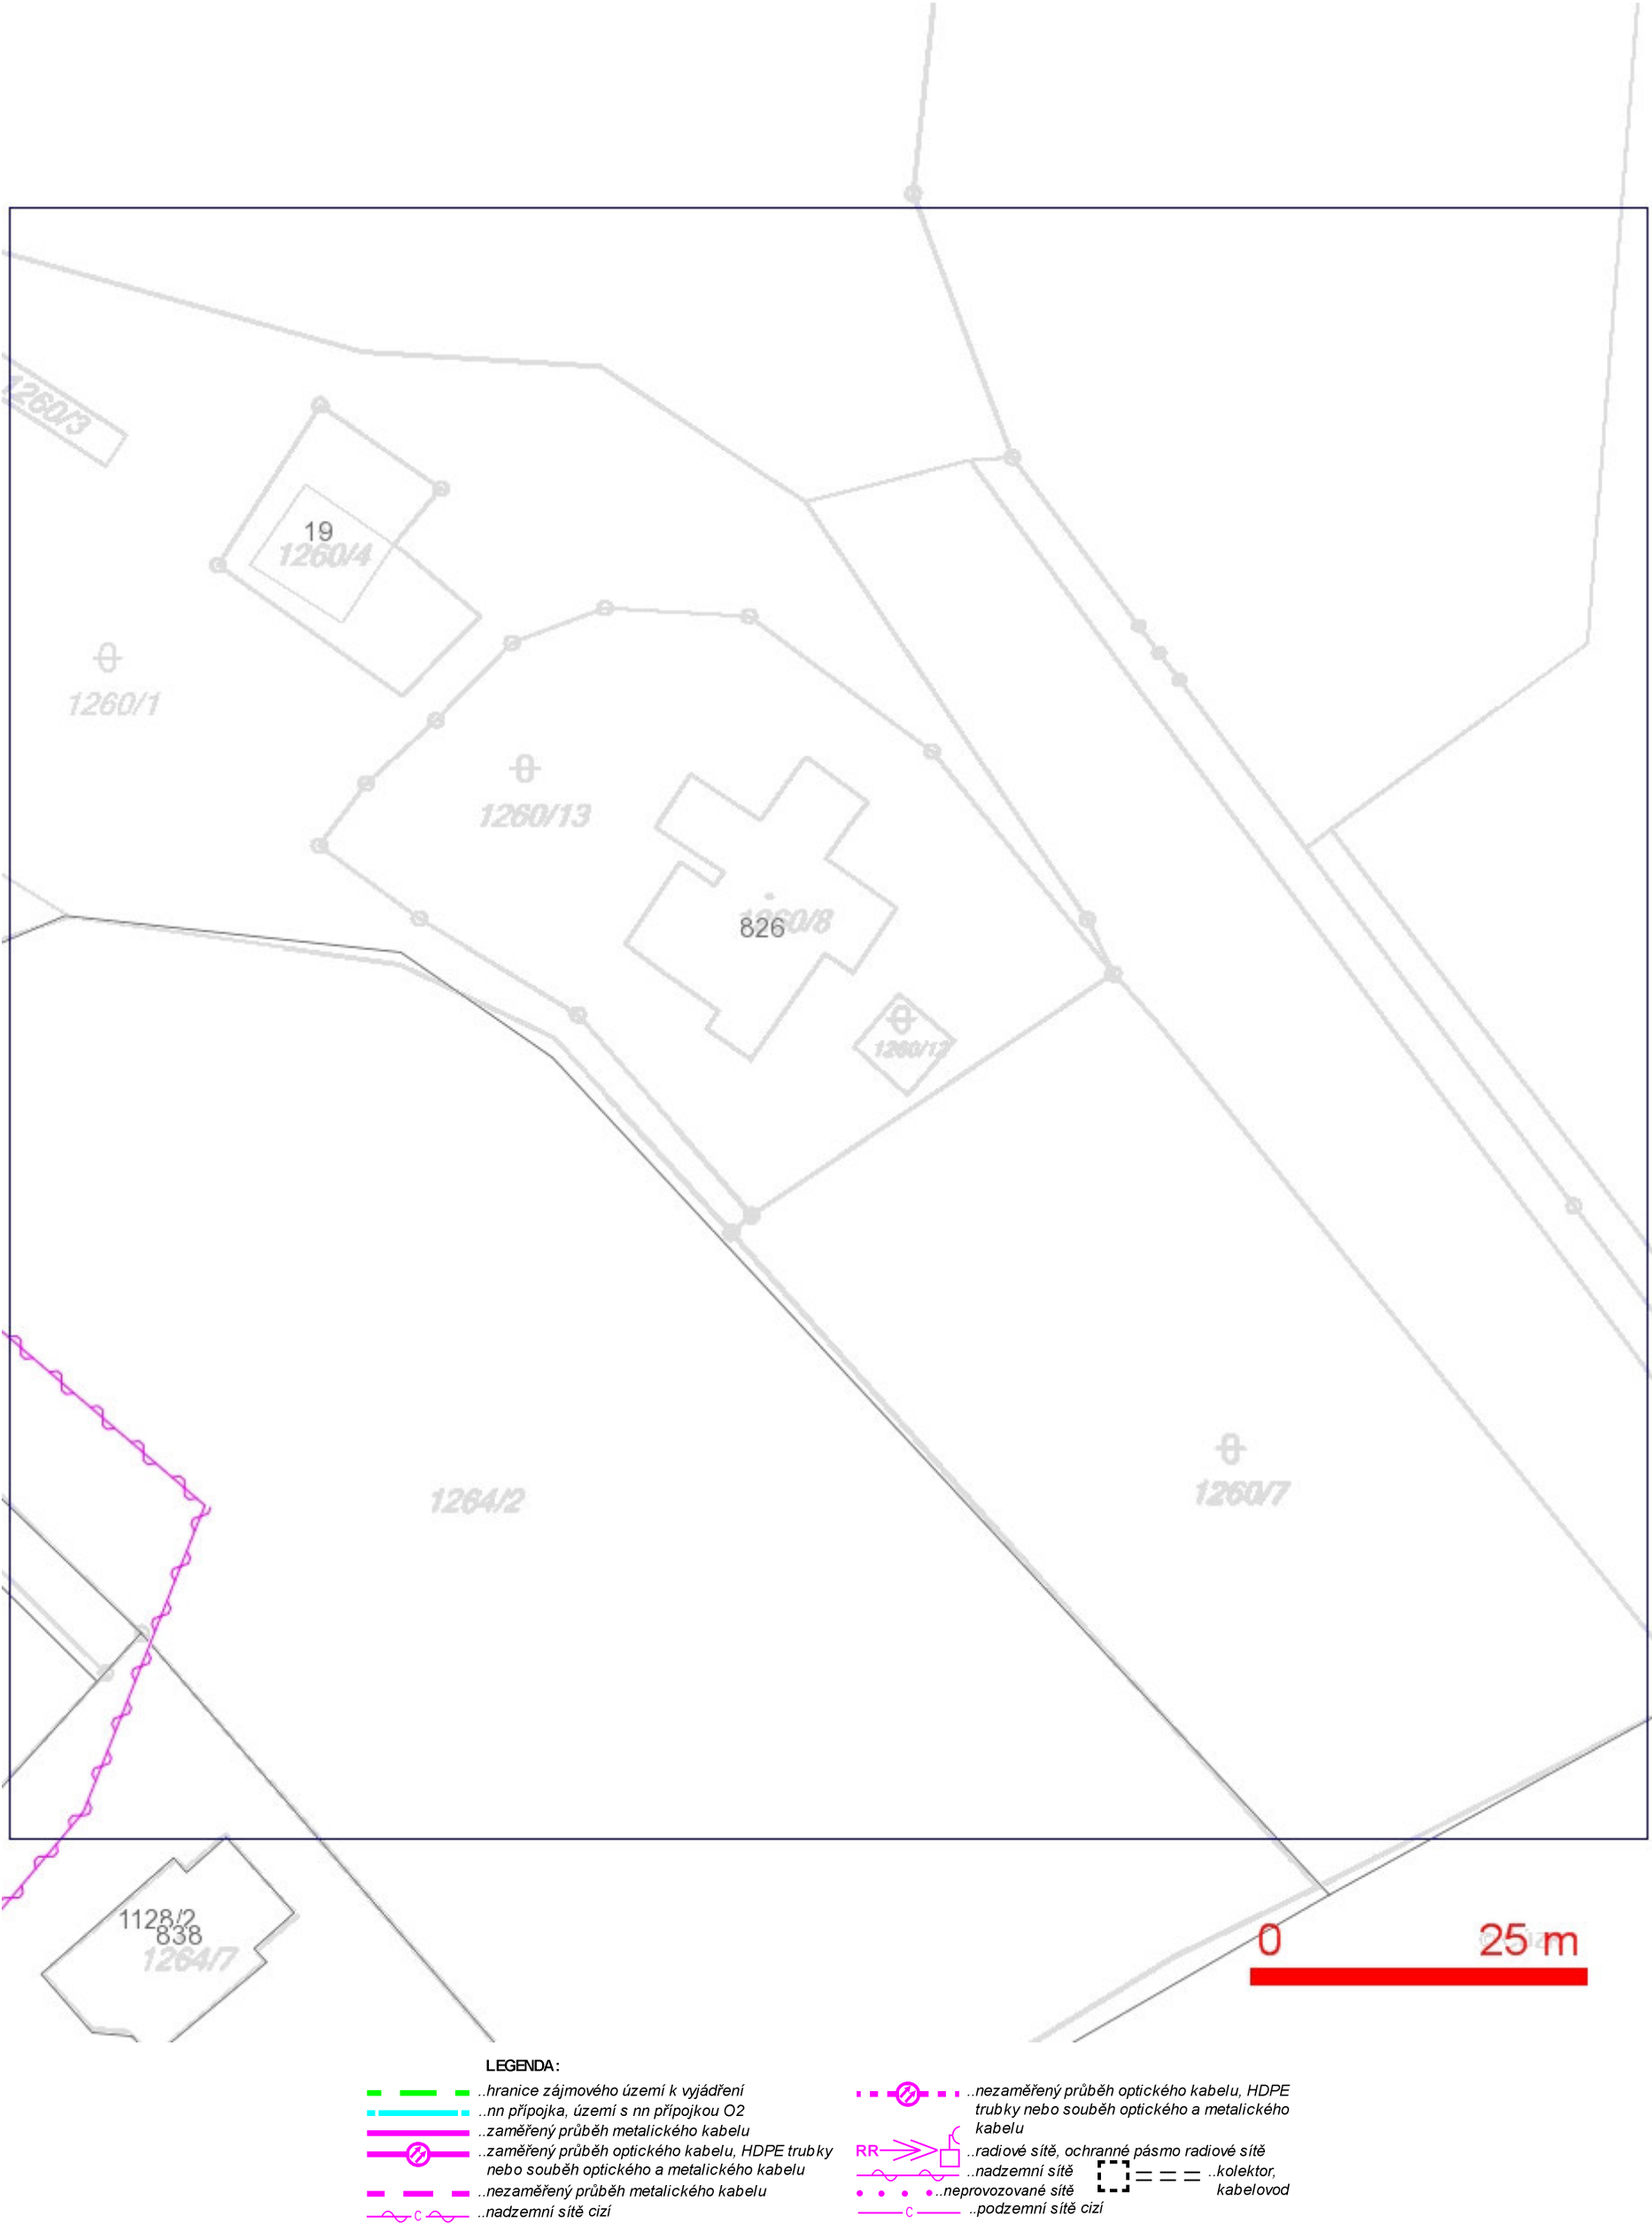 1260/3
19
1260/4
1260/1
1260/13
1260/8
826
1260/12
1264/2
1260/7
1128/2
838
1264/7
0 25 m
LEGENDA:
..hranice zájmového území k vyjádření
..nn přípojka, území s nn přípojkou O2
..zaměřený průběh metalického kabelu
..zaměřený průběh optického kabelu, HDPE trubky
nebo souběh optického a metalického kabelu
..nezaměřený průběh metalického kabelu
C ..nadzemní sítě cizí
..nezaměřený průběh optického kabelu, HDPE
trubky nebo souběh optického a metalického
kabelu
RR ..radiové sítě, ochranné pásmo radiové sítě
..nadzemní sítě
..kolektor,
kabelovod
..neprovozované sítě
C ..podzemní sítě cizí